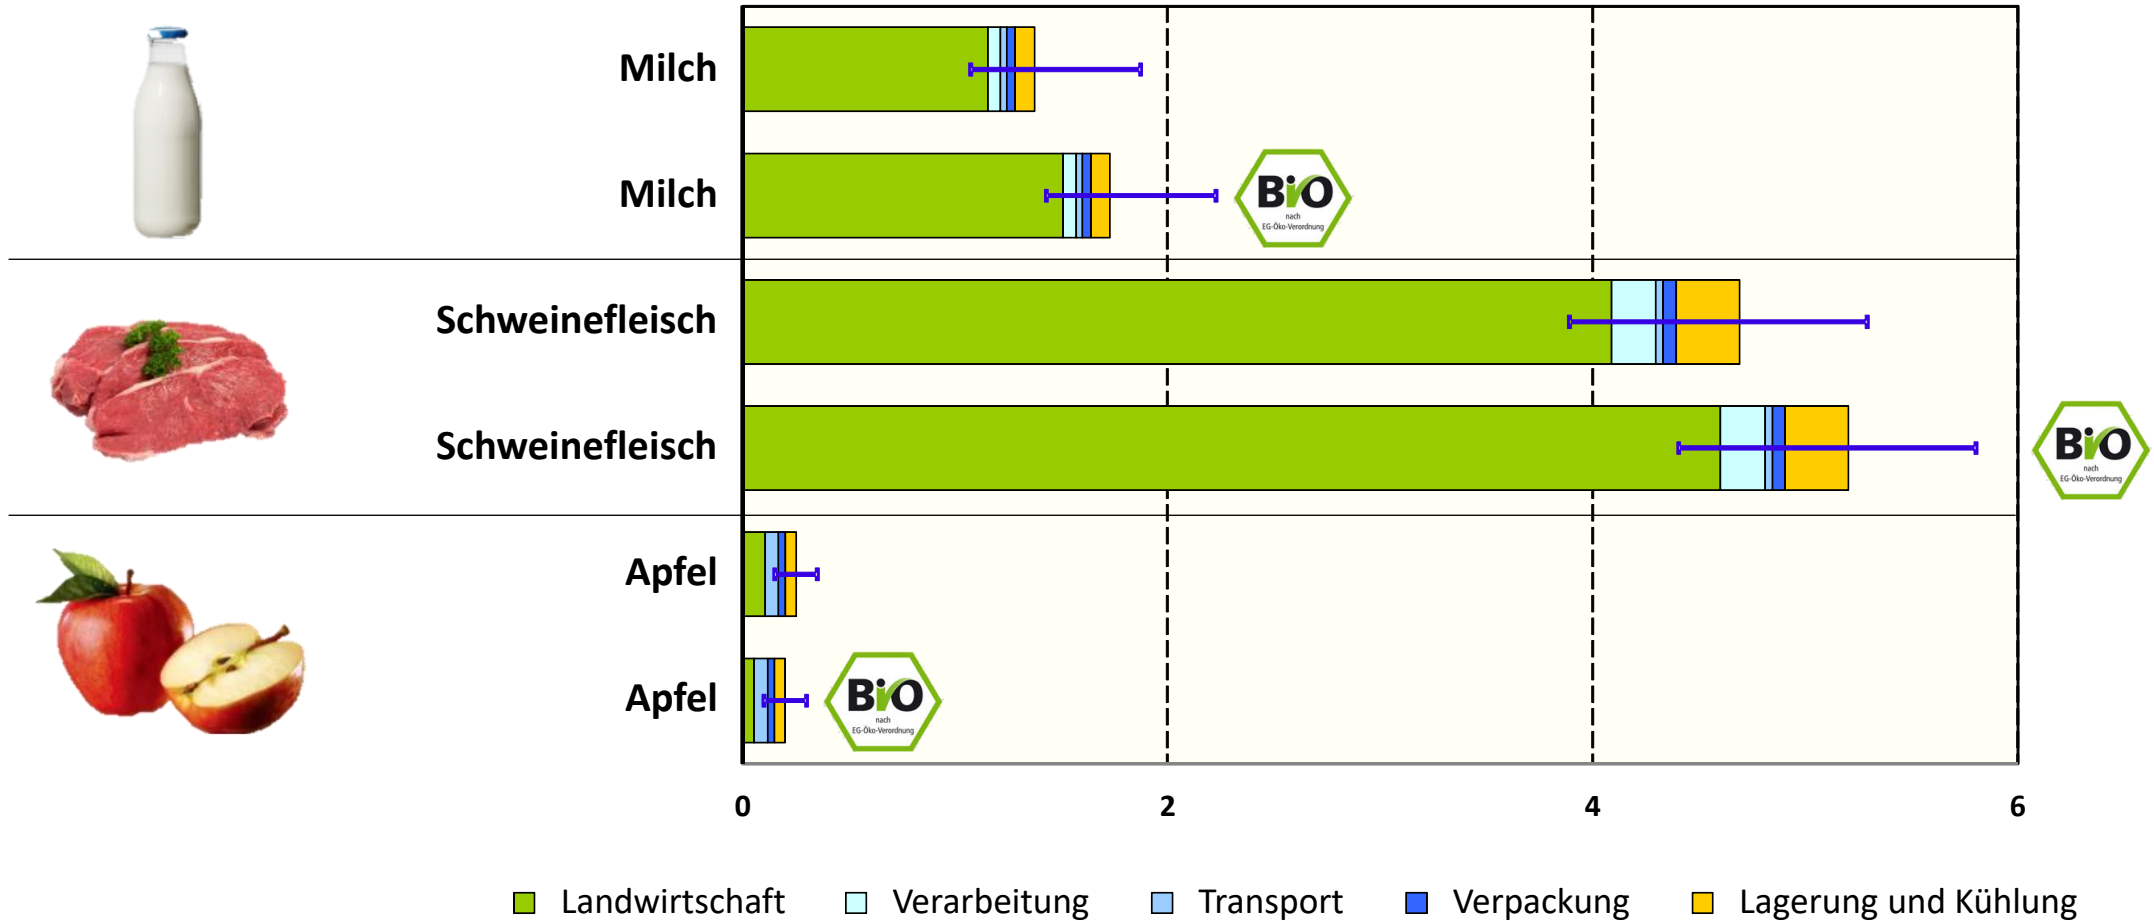 Milch
Milch
Bio
nach
EG-Öko-Verordnung
Schweinefleisch
Schweinefleisch
Bio
nach
EG-Öko-Verordnung
Apfel
Apfel
Bio
nach
EG-Öko-Verordnung
0 2 4 6
Landwirtschaft Verarbeitung Transport Verpackung Lagerung und Kühlung